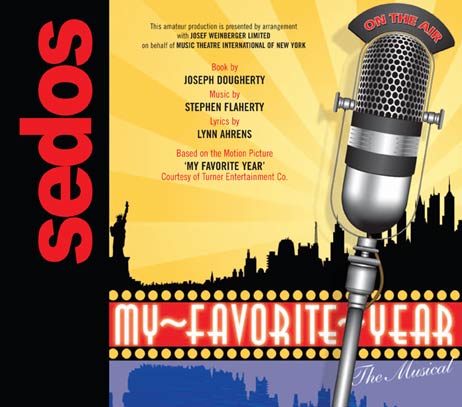 sedos
This amateur production is presented by arrangement
with JOSEF WEINBERGER LIMITED
on behalf of MUSIC THEATRE INTERNATIONAL OF NEW YORK
Book by
JOSEPH DOUGHERTY
Music by
STEPHEN FLAHERTY
Lyrics by
LYNN AHRENS
Based on the Motion Picture
'MY FAVORITE YEAR'
Courtesy of Turner Entertainment Co.
ON THE AIR
MY~FAVORITE~YEAR
The Musical